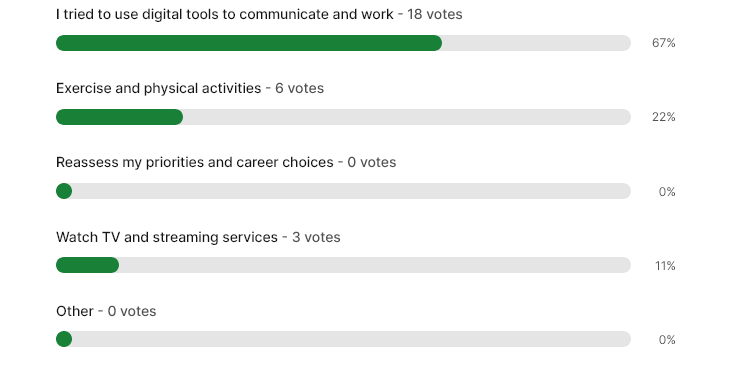 I tried to use digital tools to communicate and work - 18 votes
67%
Exercise and physical activities - 6 votes
22%
Reassess my priorities and career choices - 0 votes
0%
Watch TV and streaming services - 3 votes
11%
Other - 0 votes
0%